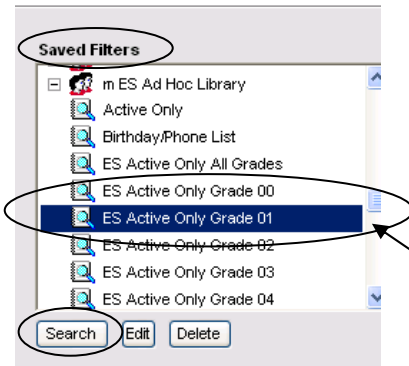 Saved Filters
m ES Ad Hoc Library
Active Only
Birthday/Phone List
ES Active Only All Grades
ES Active Only Grade 00
ES Active Only Grade 01
ES Active Only Grade 02
ES Active Only Grade 03
ES Active Only Grade 04
Search Edit Delete